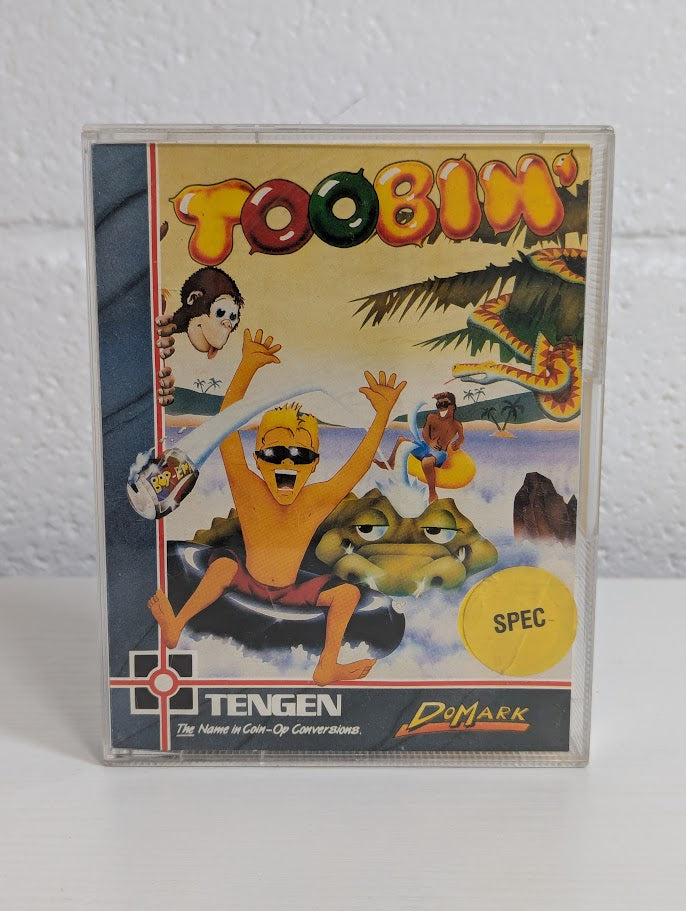 TOOBIN'
BOP-EM
SPEC
TENGEN
The Name in Coin-Op Conversions.
DOMARK